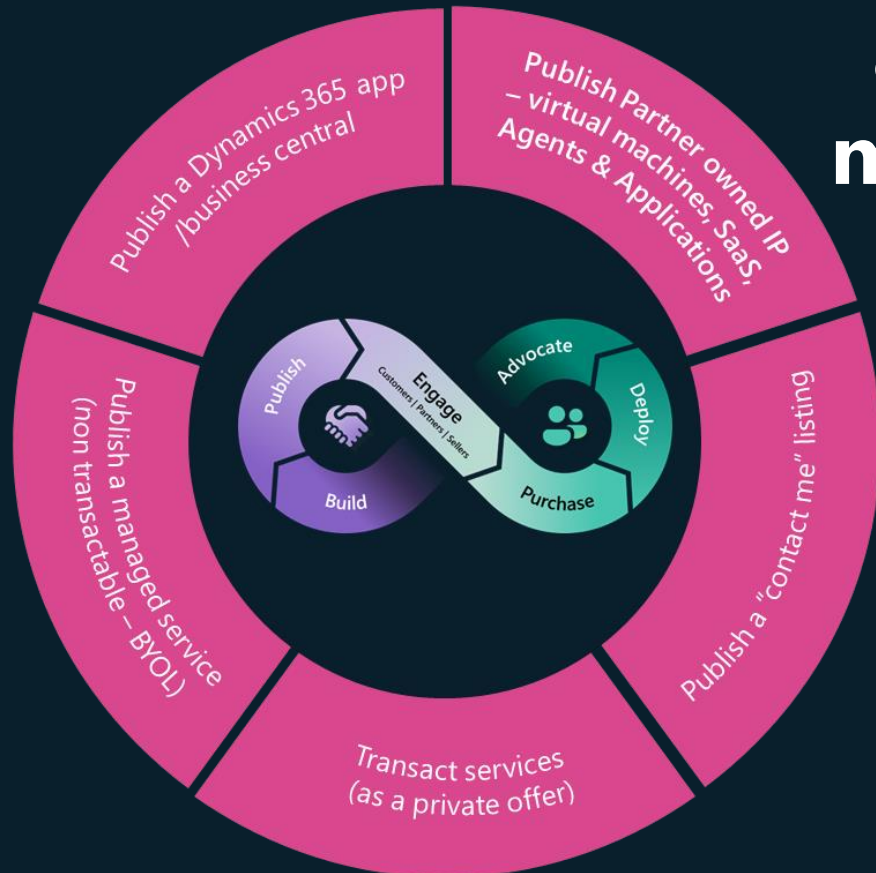 Publish a Dynamics 365 app
/business central
Publish Partner owned IP
– virtual machines, SaaS,
Agents & Applications
Publish a "contact me" listing
Transact services
(as a private offer)
Publish a managed service
(non transactable – BYOL)
Publish
Build
Engage
Customers | Partners | Sellers
Advocate
Deploy
Purchase